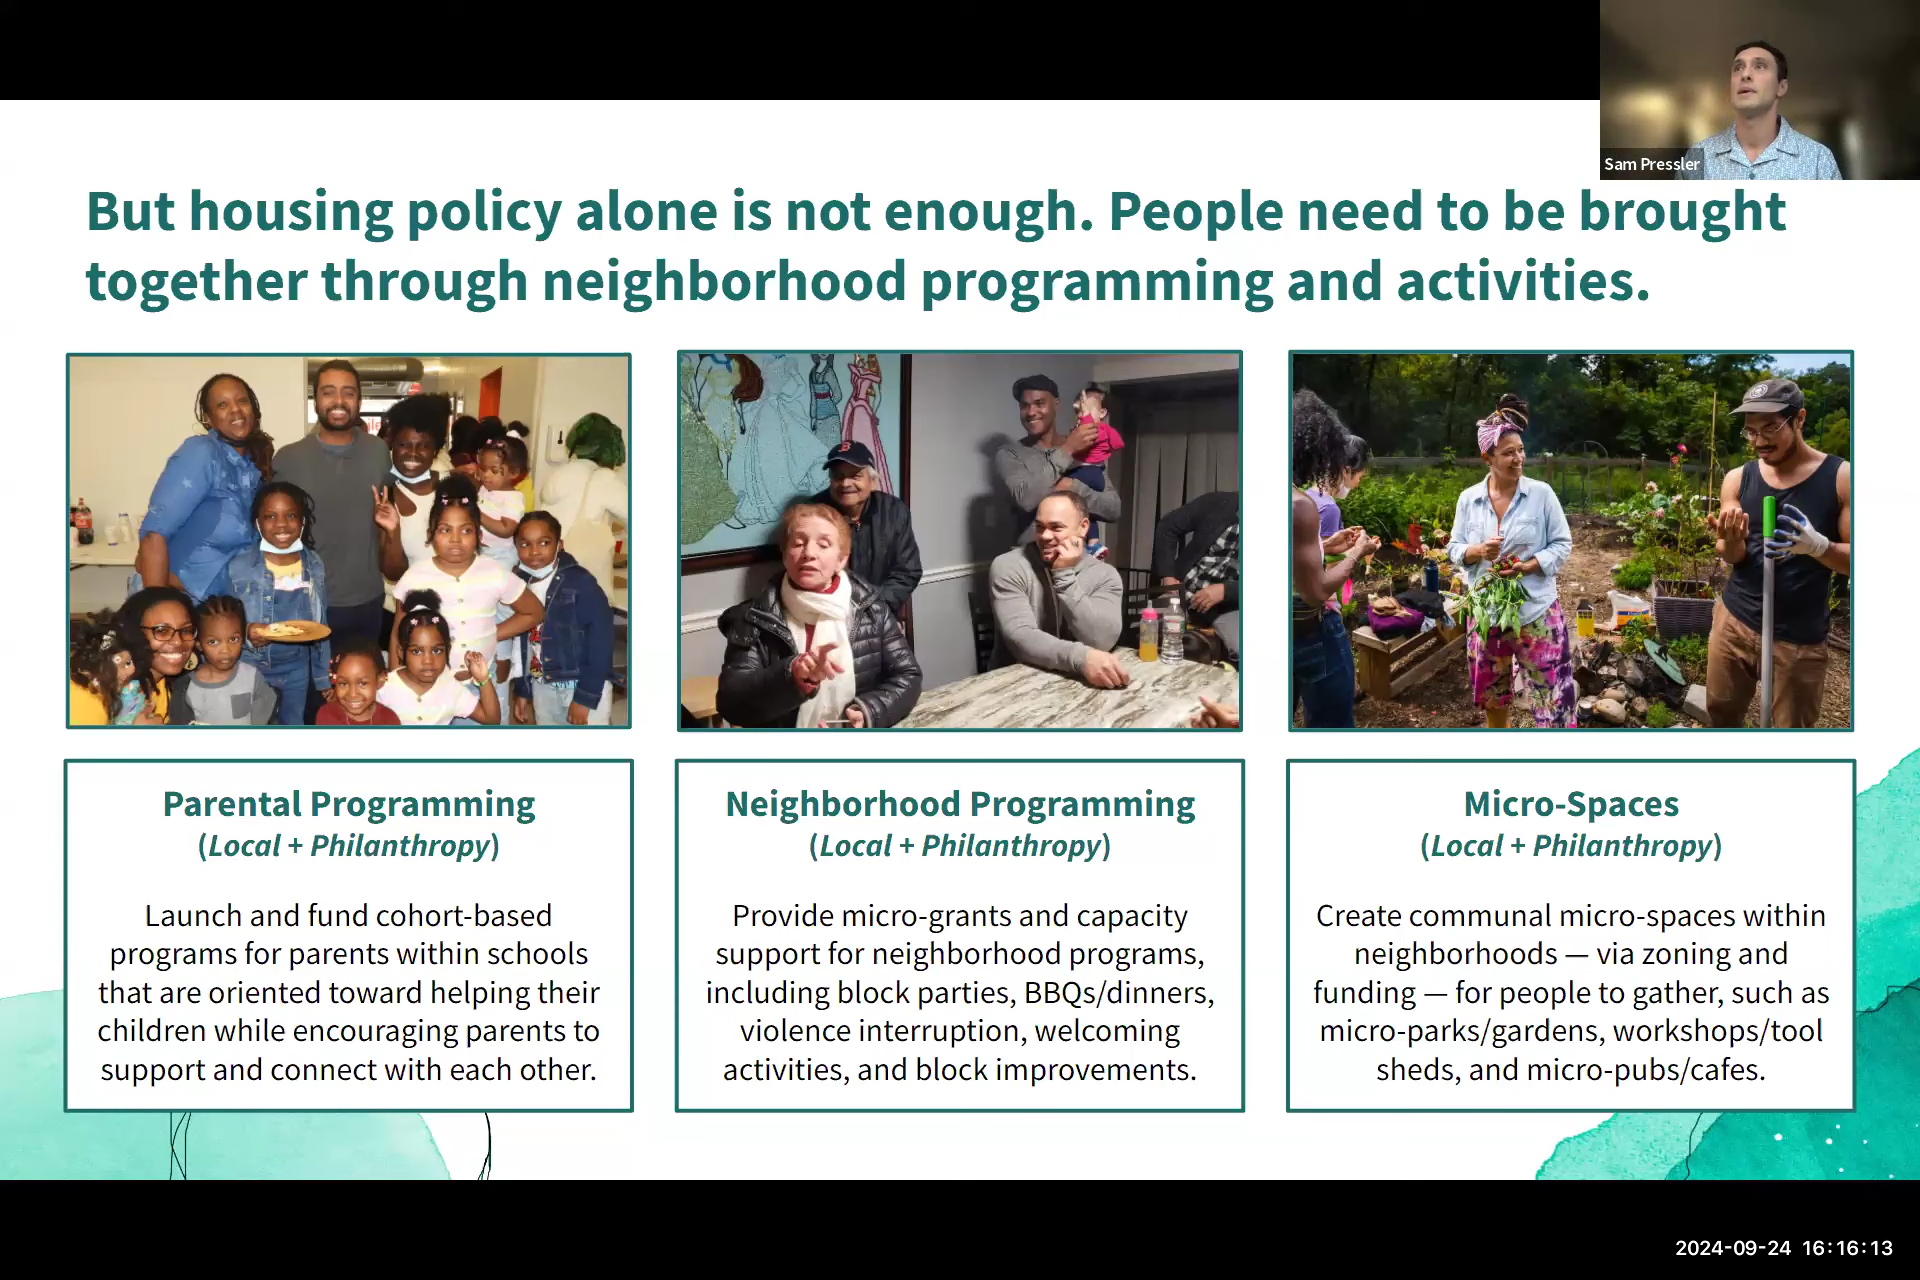 Sam Pressler
But housing policy alone is not enough. People need to be brought
together through neighborhood programming and activities.
Parental Programming
(Local + Philanthropy)
Launch and fund cohort-based
programs for parents within schools
that are oriented toward helping their
children while encouraging parents to
support and connect with each other.
Neighborhood Programming
(Local + Philanthropy)
Provide micro-grants and capacity
support for neighborhood programs,
including block parties, BBQs/dinners,
violence interruption, welcoming
activities, and block improvements.
Micro-Spaces
(Local + Philanthropy)
Create communal micro-spaces within
neighborhoods — via zoning and
funding — for people to gather, such as
micro-parks/gardens, workshops/tool
sheds, and micro-pubs/cafes.
2024-09-24 16:16:13